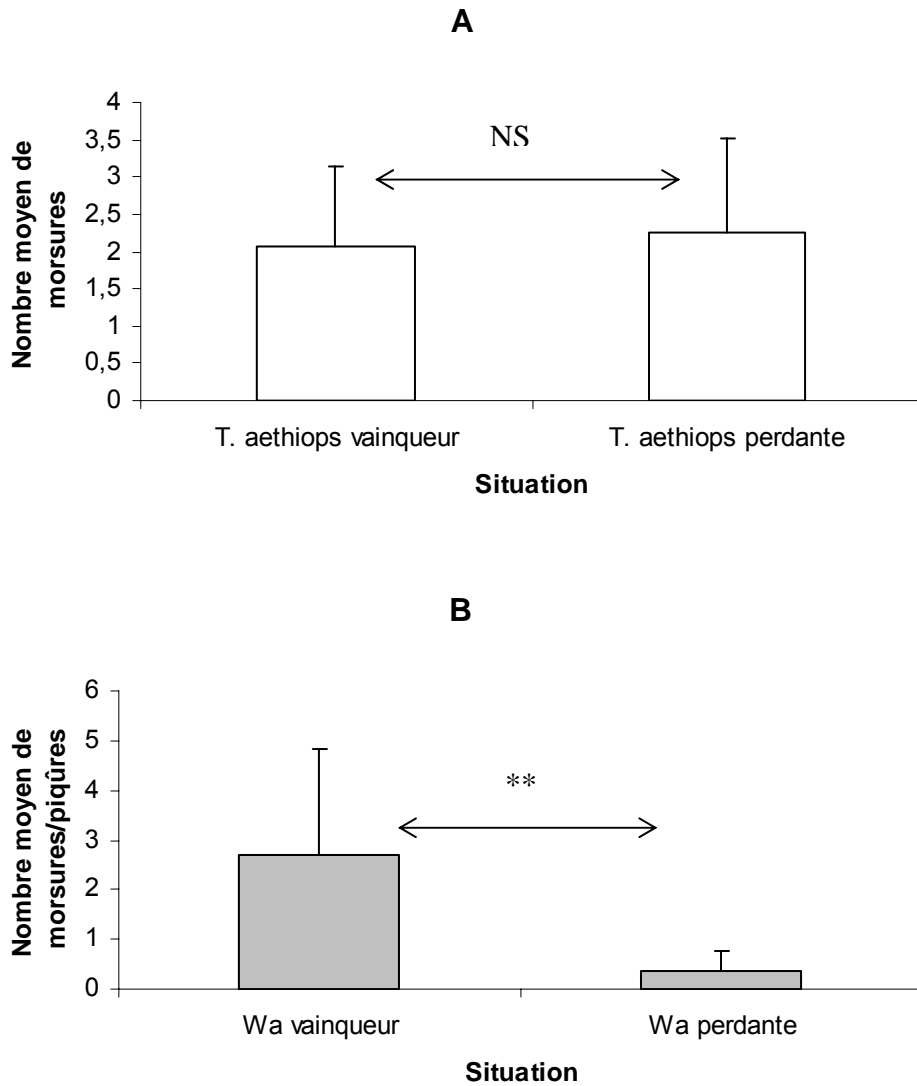 A
Nombre moyen de
morsures
4
3,5
3
2,5
2
1,5
1
0,5
0
NS
T. aethiops vainqueur
T. aethiops perdante
Situation
B
Nombre moyen de
morsures/piqûres
6
5
4
3
2
1
0
**
Wa vainqueur
Wa perdante
Situation